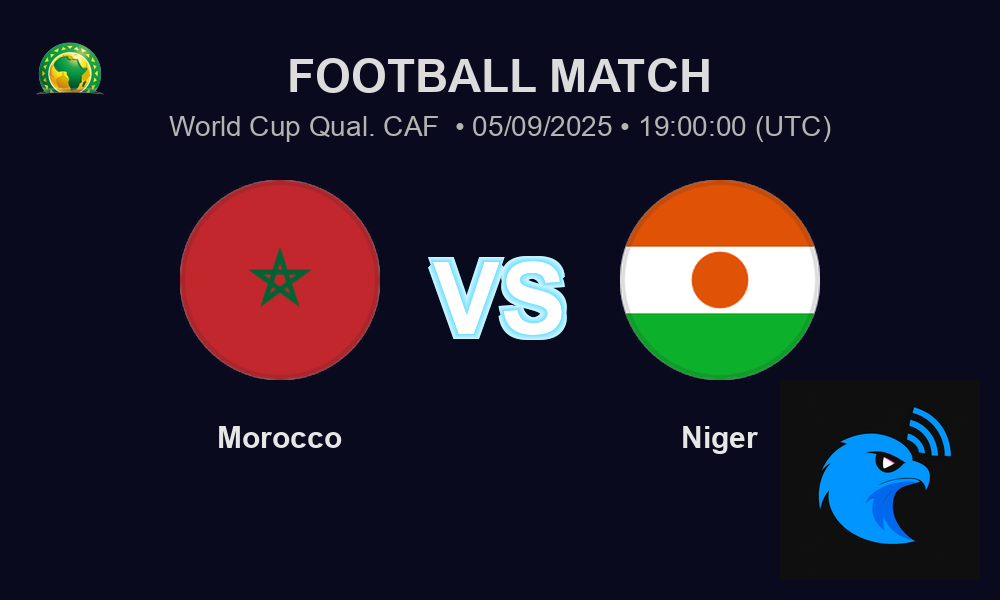 FOOTBALL MATCH
World Cup Qual. CAF • 05/09/2025 • 19:00:00 (UTC)
VS
Morocco
Niger